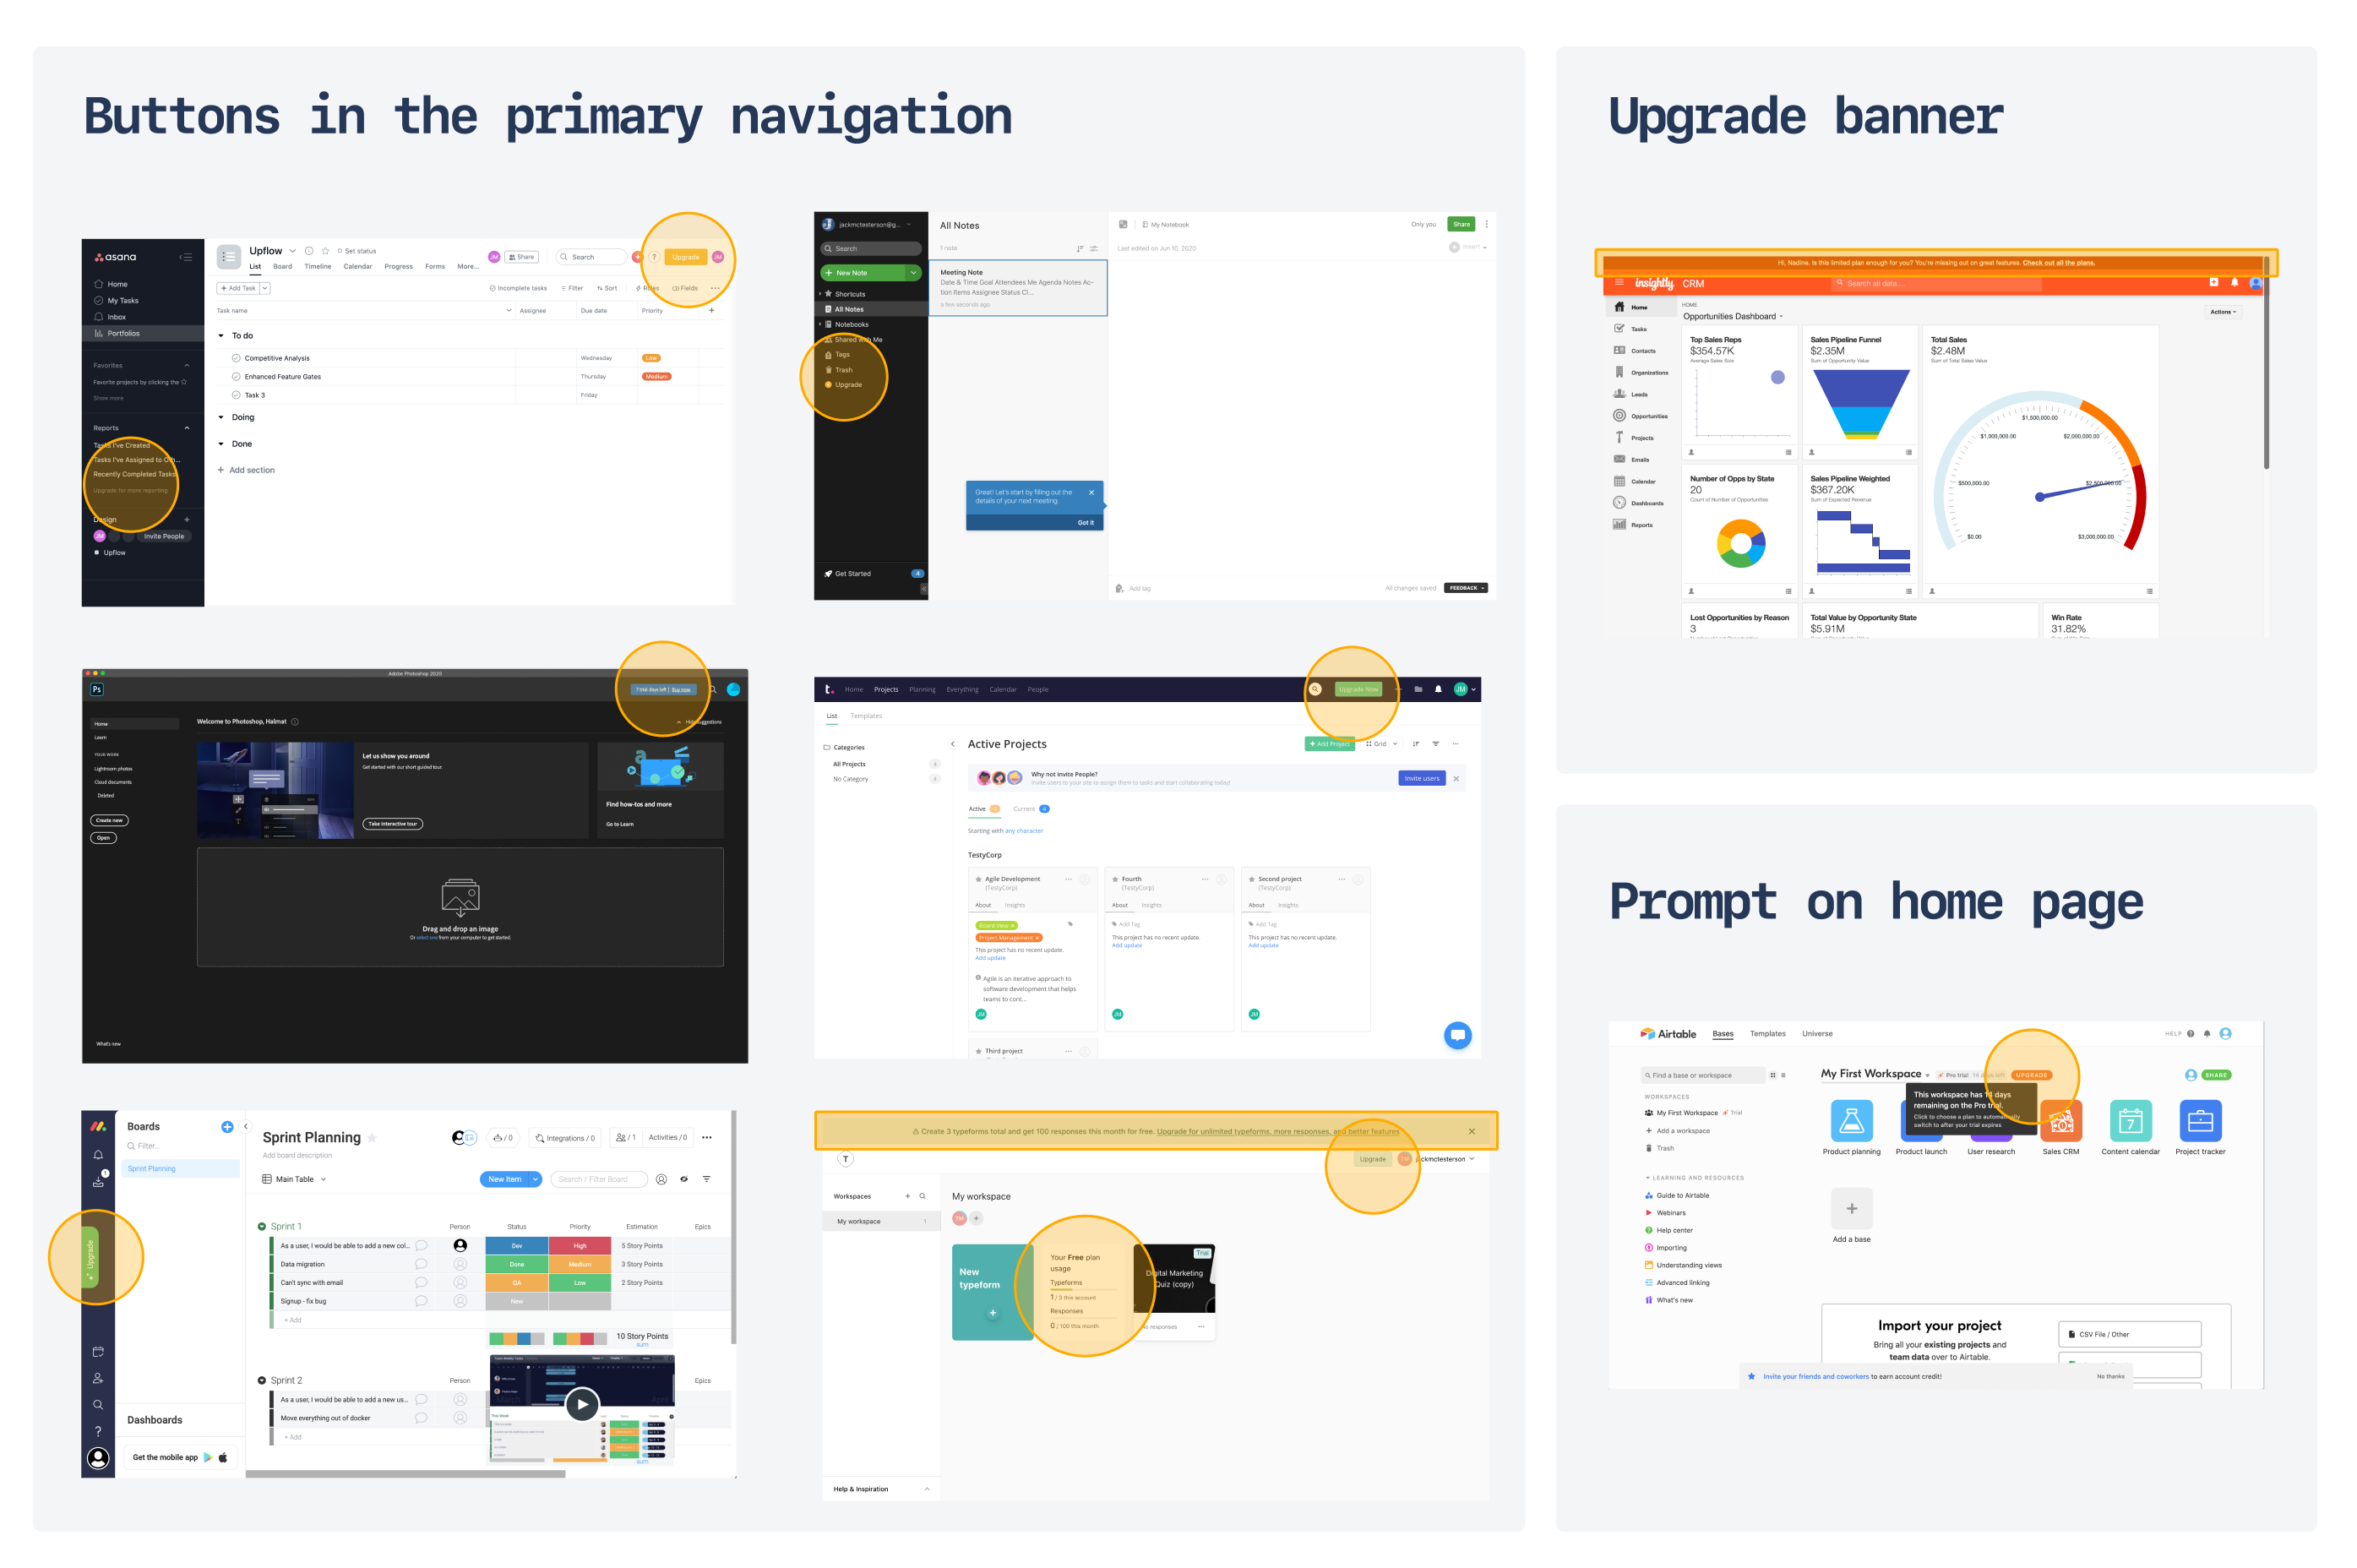 Buttons in the primary navigation
asana
Home
My Tasks
Inbox
Portfolios
Favorites
Favorite projects by clicking the
Show more
Reports
Tasks I've Created
Tasks I've Assigned to Oth...
Recently Completed Tasks
Upgrade for more reporting
Design
JM
Invite People
Upflow
Upflow
Set status
List Board Timeline Calendar Progress Forms More...
JM Share Search ? Upgrade JM
+ Add Task
Incomplete tasks Filter Sort Rules Fields ...
Task name Assignee Due date Priority +
To do
Competitive Analysis Wednesday Low
Enhanced Feature Gates Thursday Medium
Task 3 Friday
Doing
Done
+ Add section
jackmctesterson@g...
Search
+ New Note
Shortcuts
All Notes
Notebooks
Shared with Me
Tags
Trash
Upgrade
Get Started 4
All Notes
1 note
Meeting Note
Date & Time Goal Attendees Me Agenda Notes Ac-
tion Items Assignee Status Cl...
a few seconds ago
Great! Let's start by filling out the
details of your next meeting.
Got it
My Notebook Only you Share
Last edited on Jun 10, 2020 Insert
Add tag All changes saved FEEDBACK
Adobe Photoshop 2020
Ps
days left | Buy now
Home
Learn
YOUR WORK
Lightroom photos
Cloud documents
Deleted
Create new
Open
What's new
Welcome to Photoshop, Haimat
Hide suggestions
Let us show you around
Get started with our short guided tour.
Take interactive tour
Find how-tos and more
Go to Learn
Drag and drop an image
Or select one from your computer to get started.
t. Home Projects Planning Everything Calendar People Upgrade Now JM
List Templates
Categories
All Projects 4
No Category 4
Active Projects
+ Add Project Grid
Why not invite People?
Invite users to your site to assign them to tasks and start collaborating today!
Invite users
Active Current 4
Starting with any character
TestyCorp
Agile Development
(TestyCorp)
About Insights
Board View
Project Management
This project has no recent update.
Add update
Agile is an iterative approach to
software development that helps
teams to cont...
JM
Fourth
(TestyCorp)
About Insights
Add Tag
This project has no recent update.
Add update
JM
Second project
(TestyCorp)
About Insights
Add Tag
This project has no recent update.
Add update
JM
Third project
Upgrade
1
?
Boards
Filter...
Sprint Planning
Dashboards
Get the mobile app
Sprint Planning
Add board description
/ 0 Integrations / 0 / 1 Activities / 0
Main Table
New Item Search / Filter Board
Sprint 1 Person Status Priority Estimation Epics
As a user, I would be able to add a new col... Dev High 5 Story Points
Data migration Done Medium 3 Story Points
Can't sync with email QA Low 2 Story Points
Signup - fix bug New
+ Add
10 Story Points
sum
Sprint 2 Person Epics
As a user, I would be able to add a new us...
Move everything out of docker
+ Add
This Week
sum
Create 3 typeforms total and get 100 responses this month for free. Upgrade for unlimited typeforms, more responses, and better features
T
Upgrade TM jackmctesterson
Workspaces
My workspace 1
Help & Inspiration
My workspace
TM +
New
typeform
+
Your Free plan
usage
Typeforms
1 / 3 this account
Responses
0 / 100 this month
Trial
Digital Marketing
Quiz (copy)
No responses
Upgrade banner
Hi, Nadine. Is this limited plan enough for you? You're missing out on great features. Check out all the plans.
insightly CRM
Search all data....
Home
Tasks
Contacts
Organizations
Leads
Opportunities
Projects
Emails
Calendar
Dashboards
Reports
HOME
Opportunities Dashboard
Actions
Top Sales Reps
$354.57K
Average Sales Size
Sales Pipeline Funnel
$2.35M
Sum of Opportunity Value
Total Sales
$2.48M
Sum of Total Sales Value
$0.00
$500,000.00
$1,000,000.00
$1,500,000.00
$2,000,000.00
$2,500,000.00
$3,000,000.00
Number of Opps by State
20
Count of Number of Opportunities
Sales Pipeline Weighted
$367.20K
Sum of Expected Revenue
Lost Opportunities by Reason
3
Total Value by Opportunity State
$5.91M
Win Rate
31.82%
Prompt on home page
Airtable Bases Templates Universe
HELP
Find a base or workspace
WORKSPACES
My First Workspace Trial
+ Add a workspace
Trash
LEARNING AND RESOURCES
Guide to Airtable
Webinars
Help center
Importing
Understanding views
Advanced linking
What's new
My First Workspace Pro trial 14 days left UPGRADE
SHARE
This workspace has 14 days
remaining on the Pro trial.
Click to choose a plan to automatically
switch to after your trial expires
7
Product planning Product launch User research Sales CRM Content calendar Project tracker
+
Add a base
Import your project
Bring all your existing projects and
team data over to Airtable.
CSV File / Other
Invite your friends and coworkers to earn account credit!
No thanks